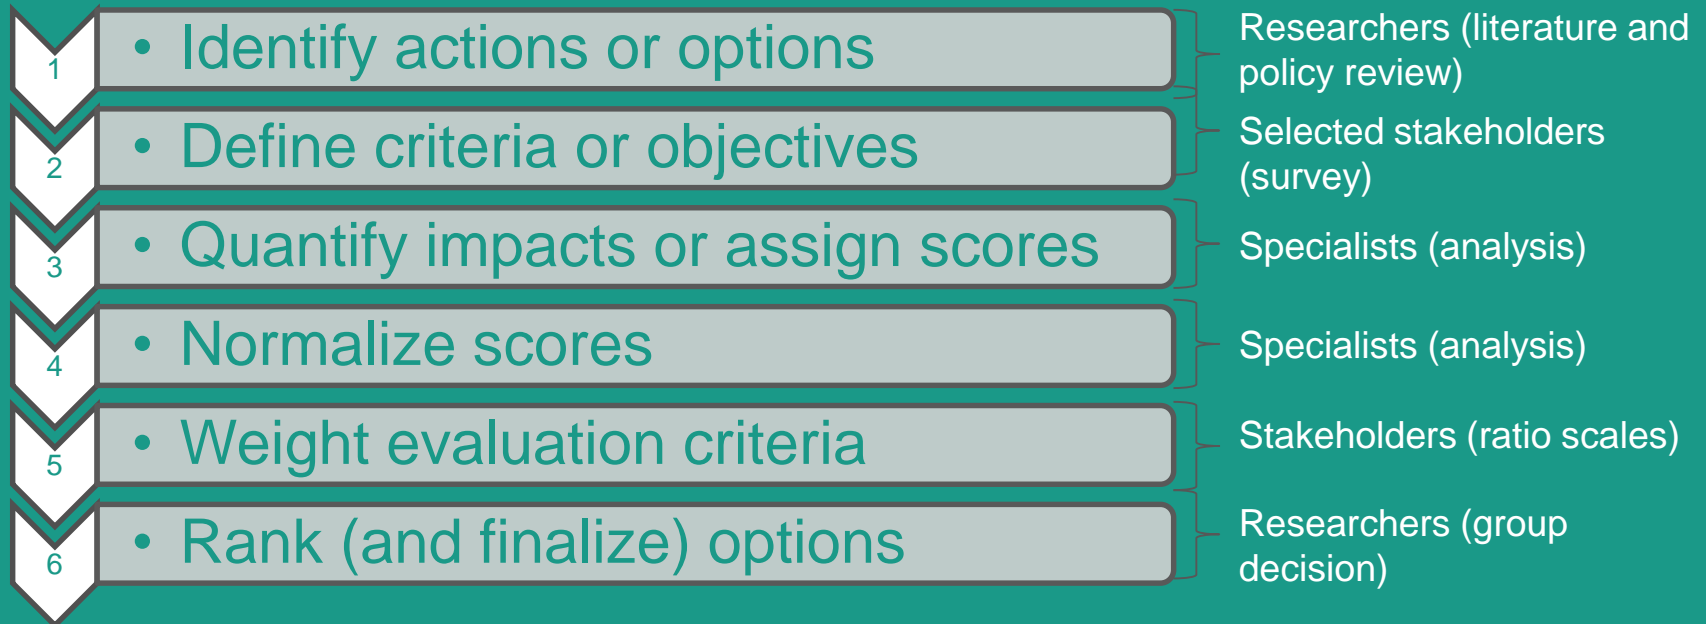 1
• Identify actions or options
Researchers (literature and
policy review)
2
• Define criteria or objectives
Selected stakeholders
(survey)
3
• Quantify impacts or assign scores
Specialists (analysis)
4
• Normalize scores
Specialists (analysis)
5
• Weight evaluation criteria
Stakeholders (ratio scales)
6
• Rank (and finalize) options
Researchers (group
decision)